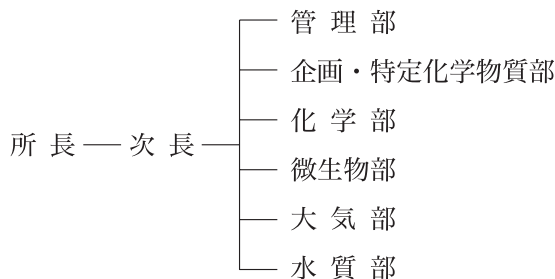 管理部
企画・特定化学物質部
化学部
所長 次長
微生物部
大気部
水質部